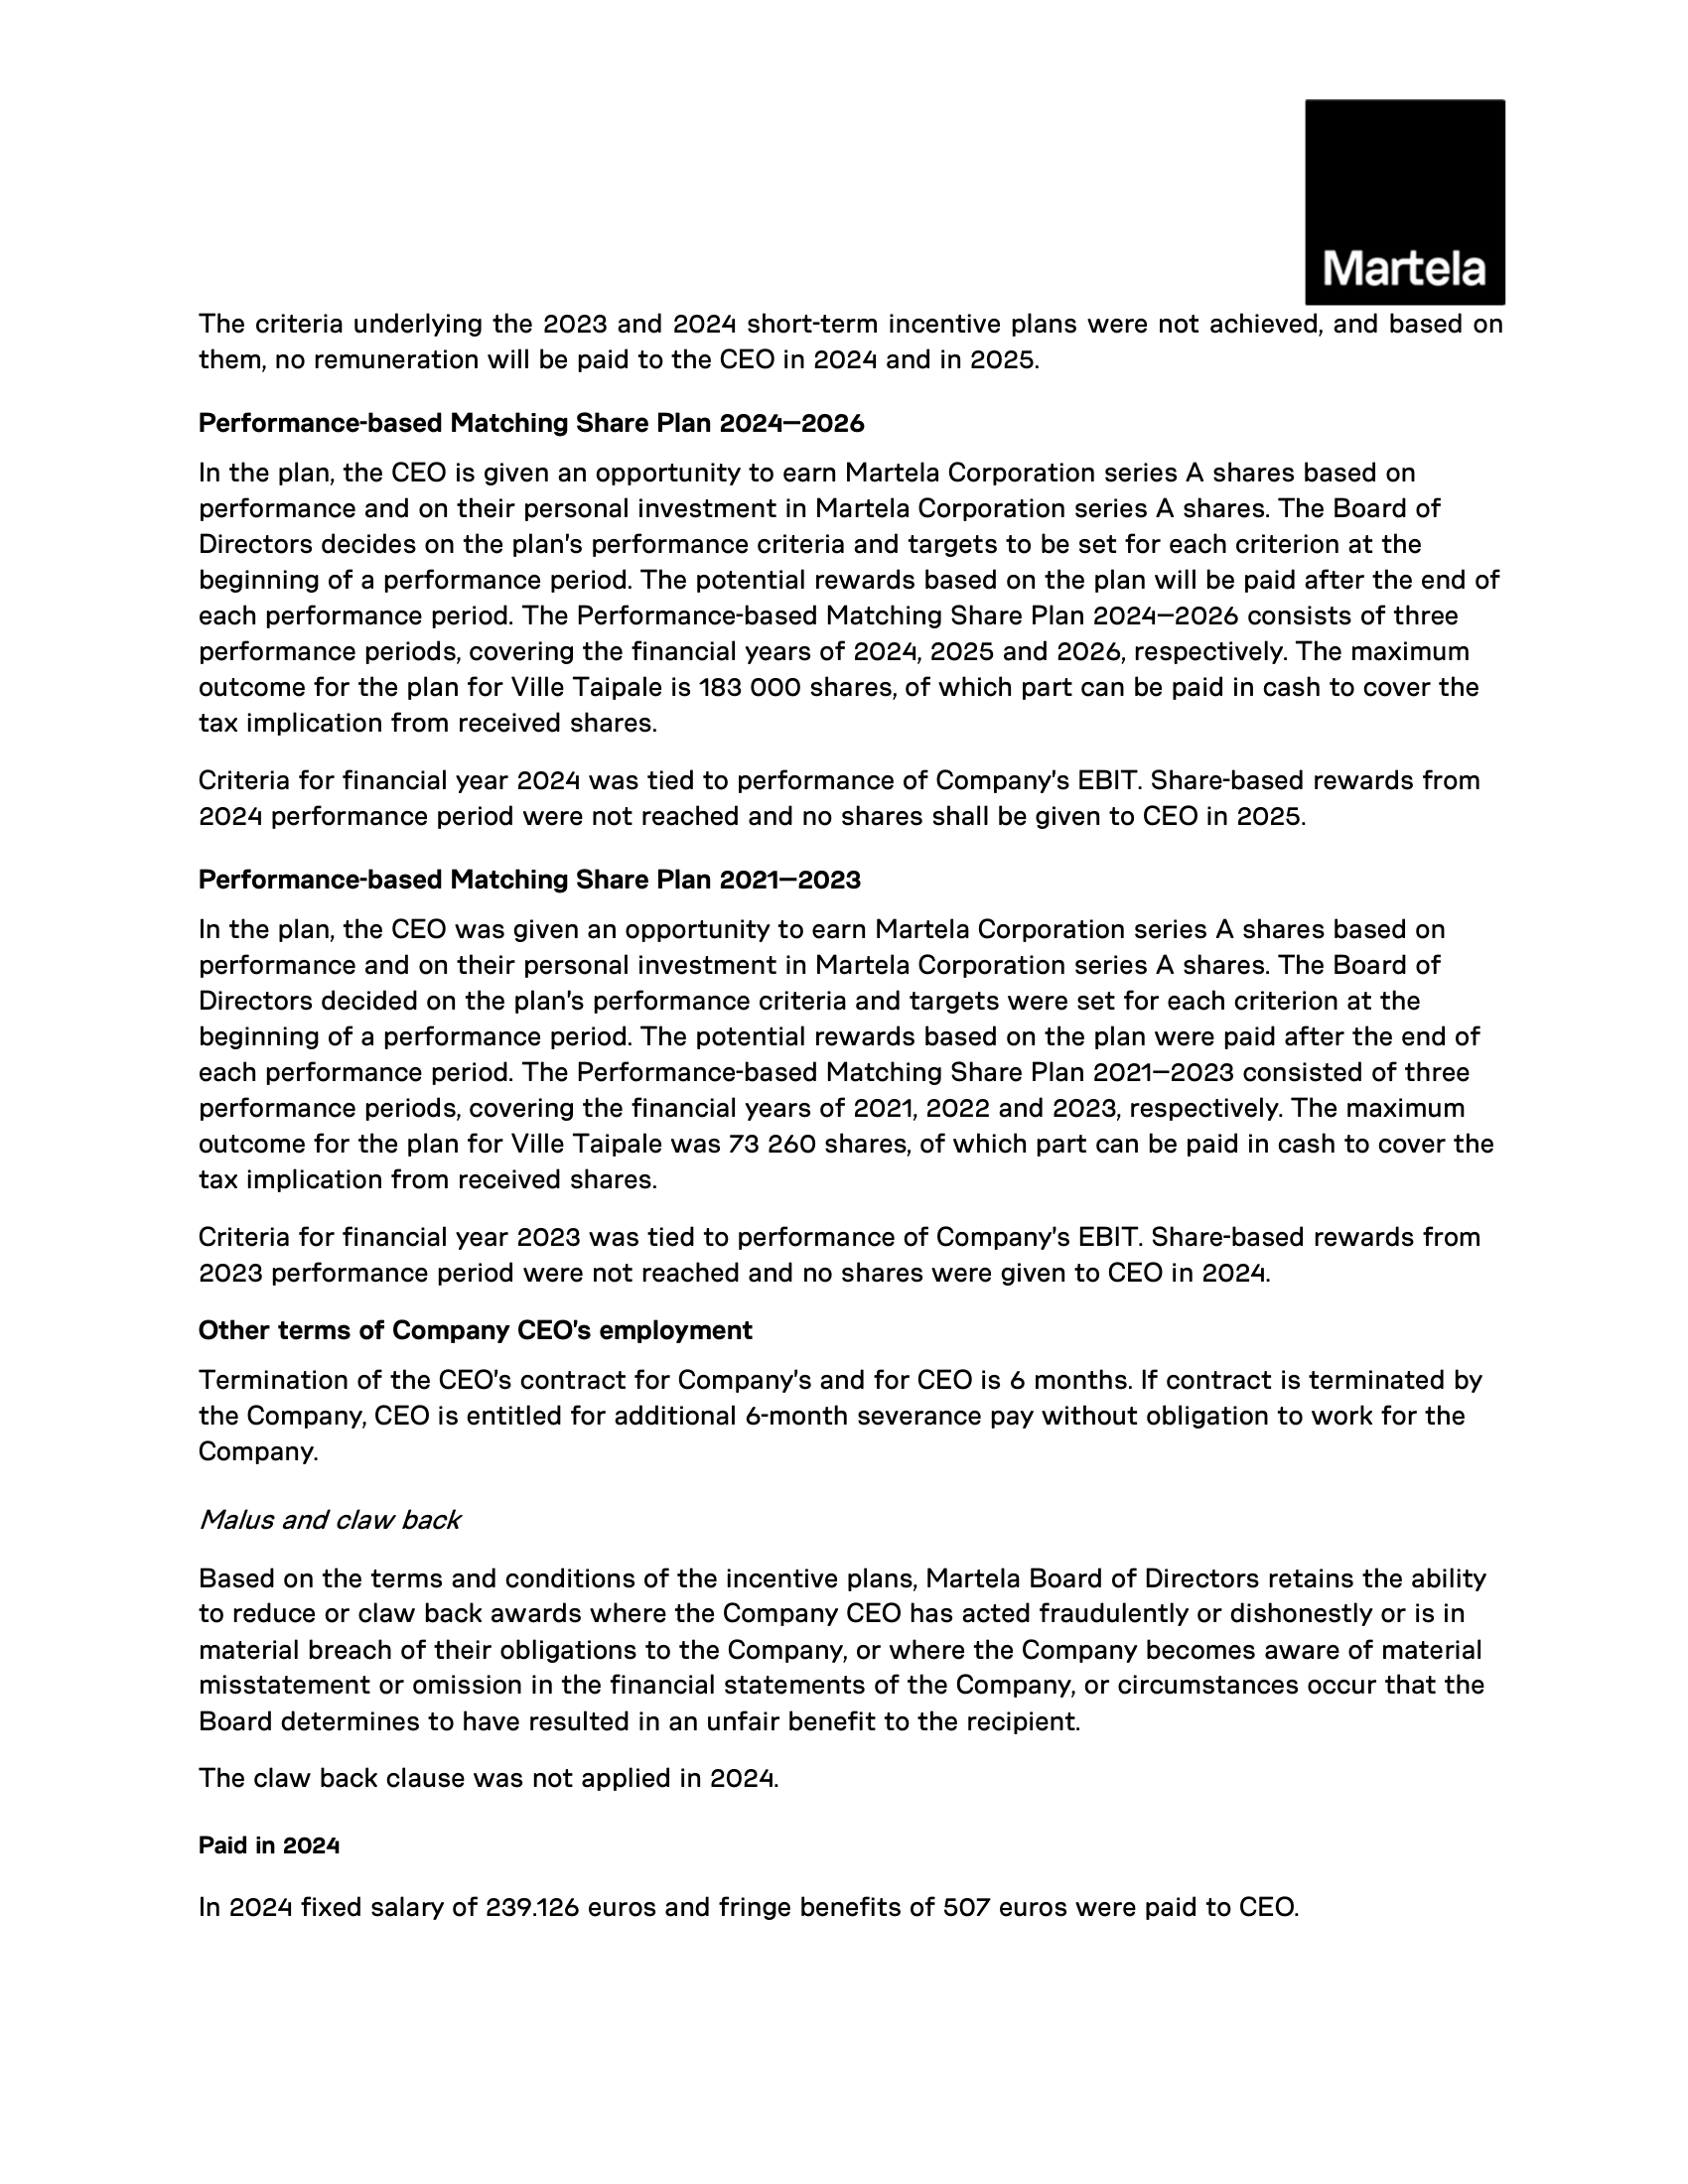 Martela
The criteria underlying the 2023 and 2024 short-term incentive plans were not achieved, and based on
them, no remuneration will be paid to the CEO in 2024 and in 2025.
Performance-based Matching Share Plan 2024–2026
In the plan, the CEO is given an opportunity to earn Martela Corporation series A shares based on
performance and on their personal investment in Martela Corporation series A shares. The Board of
Directors decides on the plan's performance criteria and targets to be set for each criterion at the
beginning of a performance period. The potential rewards based on the plan will be paid after the end of
each performance period. The Performance-based Matching Share Plan 2024–2026 consists of three
performance periods, covering the financial years of 2024, 2025 and 2026, respectively. The maximum
outcome for the plan for Ville Taipale is 183 000 shares, of which part can be paid in cash to cover the
tax implication from received shares.
Criteria for financial year 2024 was tied to performance of Company's EBIT. Share-based rewards from
2024 performance period were not reached and no shares shall be given to CEO in 2025.
Performance-based Matching Share Plan 2021–2023
In the plan, the CEO was given an opportunity to earn Martela Corporation series A shares based on
performance and on their personal investment in Martela Corporation series A shares. The Board of
Directors decided on the plan's performance criteria and targets were set for each criterion at the
beginning of a performance period. The potential rewards based on the plan were paid after the end of
each performance period. The Performance-based Matching Share Plan 2021–2023 consisted of three
performance periods, covering the financial years of 2021, 2022 and 2023, respectively. The maximum
outcome for the plan for Ville Taipale was 73 260 shares, of which part can be paid in cash to cover the
tax implication from received shares.
Criteria for financial year 2023 was tied to performance of Company's EBIT. Share-based rewards from
2023 performance period were not reached and no shares were given to CEO in 2024.
Other terms of Company CEO's employment
Termination of the CEO's contract for Company's and for CEO is 6 months. If contract is terminated by
the Company, CEO is entitled for additional 6-month severance pay without obligation to work for the
Company.
Malus and claw back
Based on the terms and conditions of the incentive plans, Martela Board of Directors retains the ability
to reduce or claw back awards where the Company CEO has acted fraudulently or dishonestly or is in
material breach of their obligations to the Company, or where the Company becomes aware of material
misstatement or omission in the financial statements of the Company, or circumstances occur that the
Board determines to have resulted in an unfair benefit to the recipient.
The claw back clause was not applied in 2024.
Paid in 2024
In 2024 fixed salary of 239.126 euros and fringe benefits of 507 euros were paid to CEO.